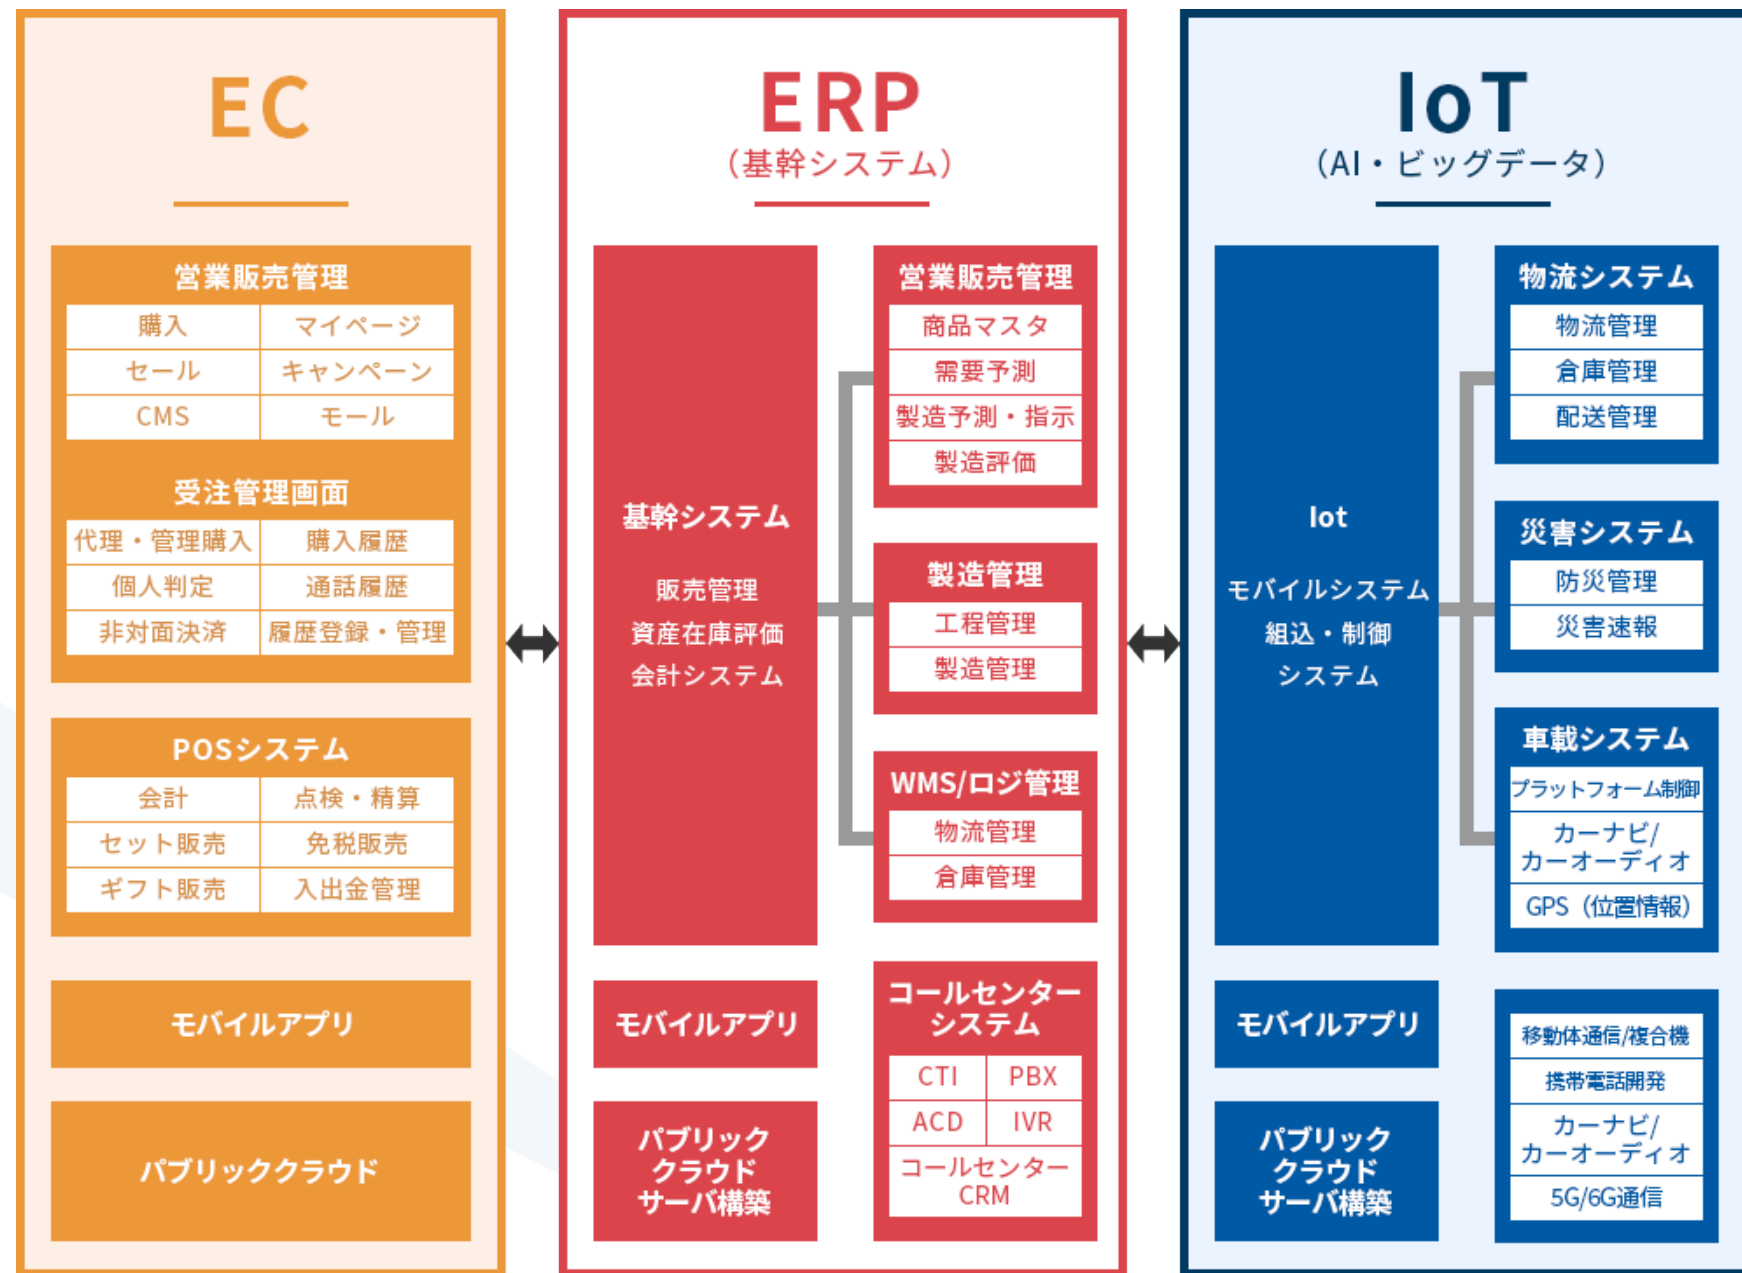 EC
営業販売管理
購入
マイページ
セール
キャンペーン
CMS
モール
受注管理画面
代理・管理購入
購入履歴
個人判定
通話履歴
非対面決済
履歴登録・管理
POSシステム
会計
点検・精算
セット販売
免税販売
ギフト販売
入出金管理
モバイルアプリ
パブリッククラウド
ERP
（基幹システム）
基幹システム
販売管理
資産在庫評価
会計システム
営業販売管理
商品マスタ
需要予測
製造予測・指示
製造評価
製造管理
工程管理
製造管理
WMS/ロジ管理
物流管理
倉庫管理
モバイルアプリ
パブリック
クラウド
サーバ構築
コールセンター
システム
CTI
PBX
ACD
IVR
コールセンター
CRM
IoT
（AI・ビッグデータ）
Iot
モバイルシステム
組込・制御
システム
物流システム
物流管理
倉庫管理
配送管理
災害システム
防災管理
災害速報
車載システム
プラットフォーム制御
カーナビ/
カーオーディオ
GPS（位置情報）
モバイルアプリ
パブリック
クラウド
サーバ構築
移動体通信/複合機
携帯電話開発
カーナビ/
カーオーディオ
5G/6G通信